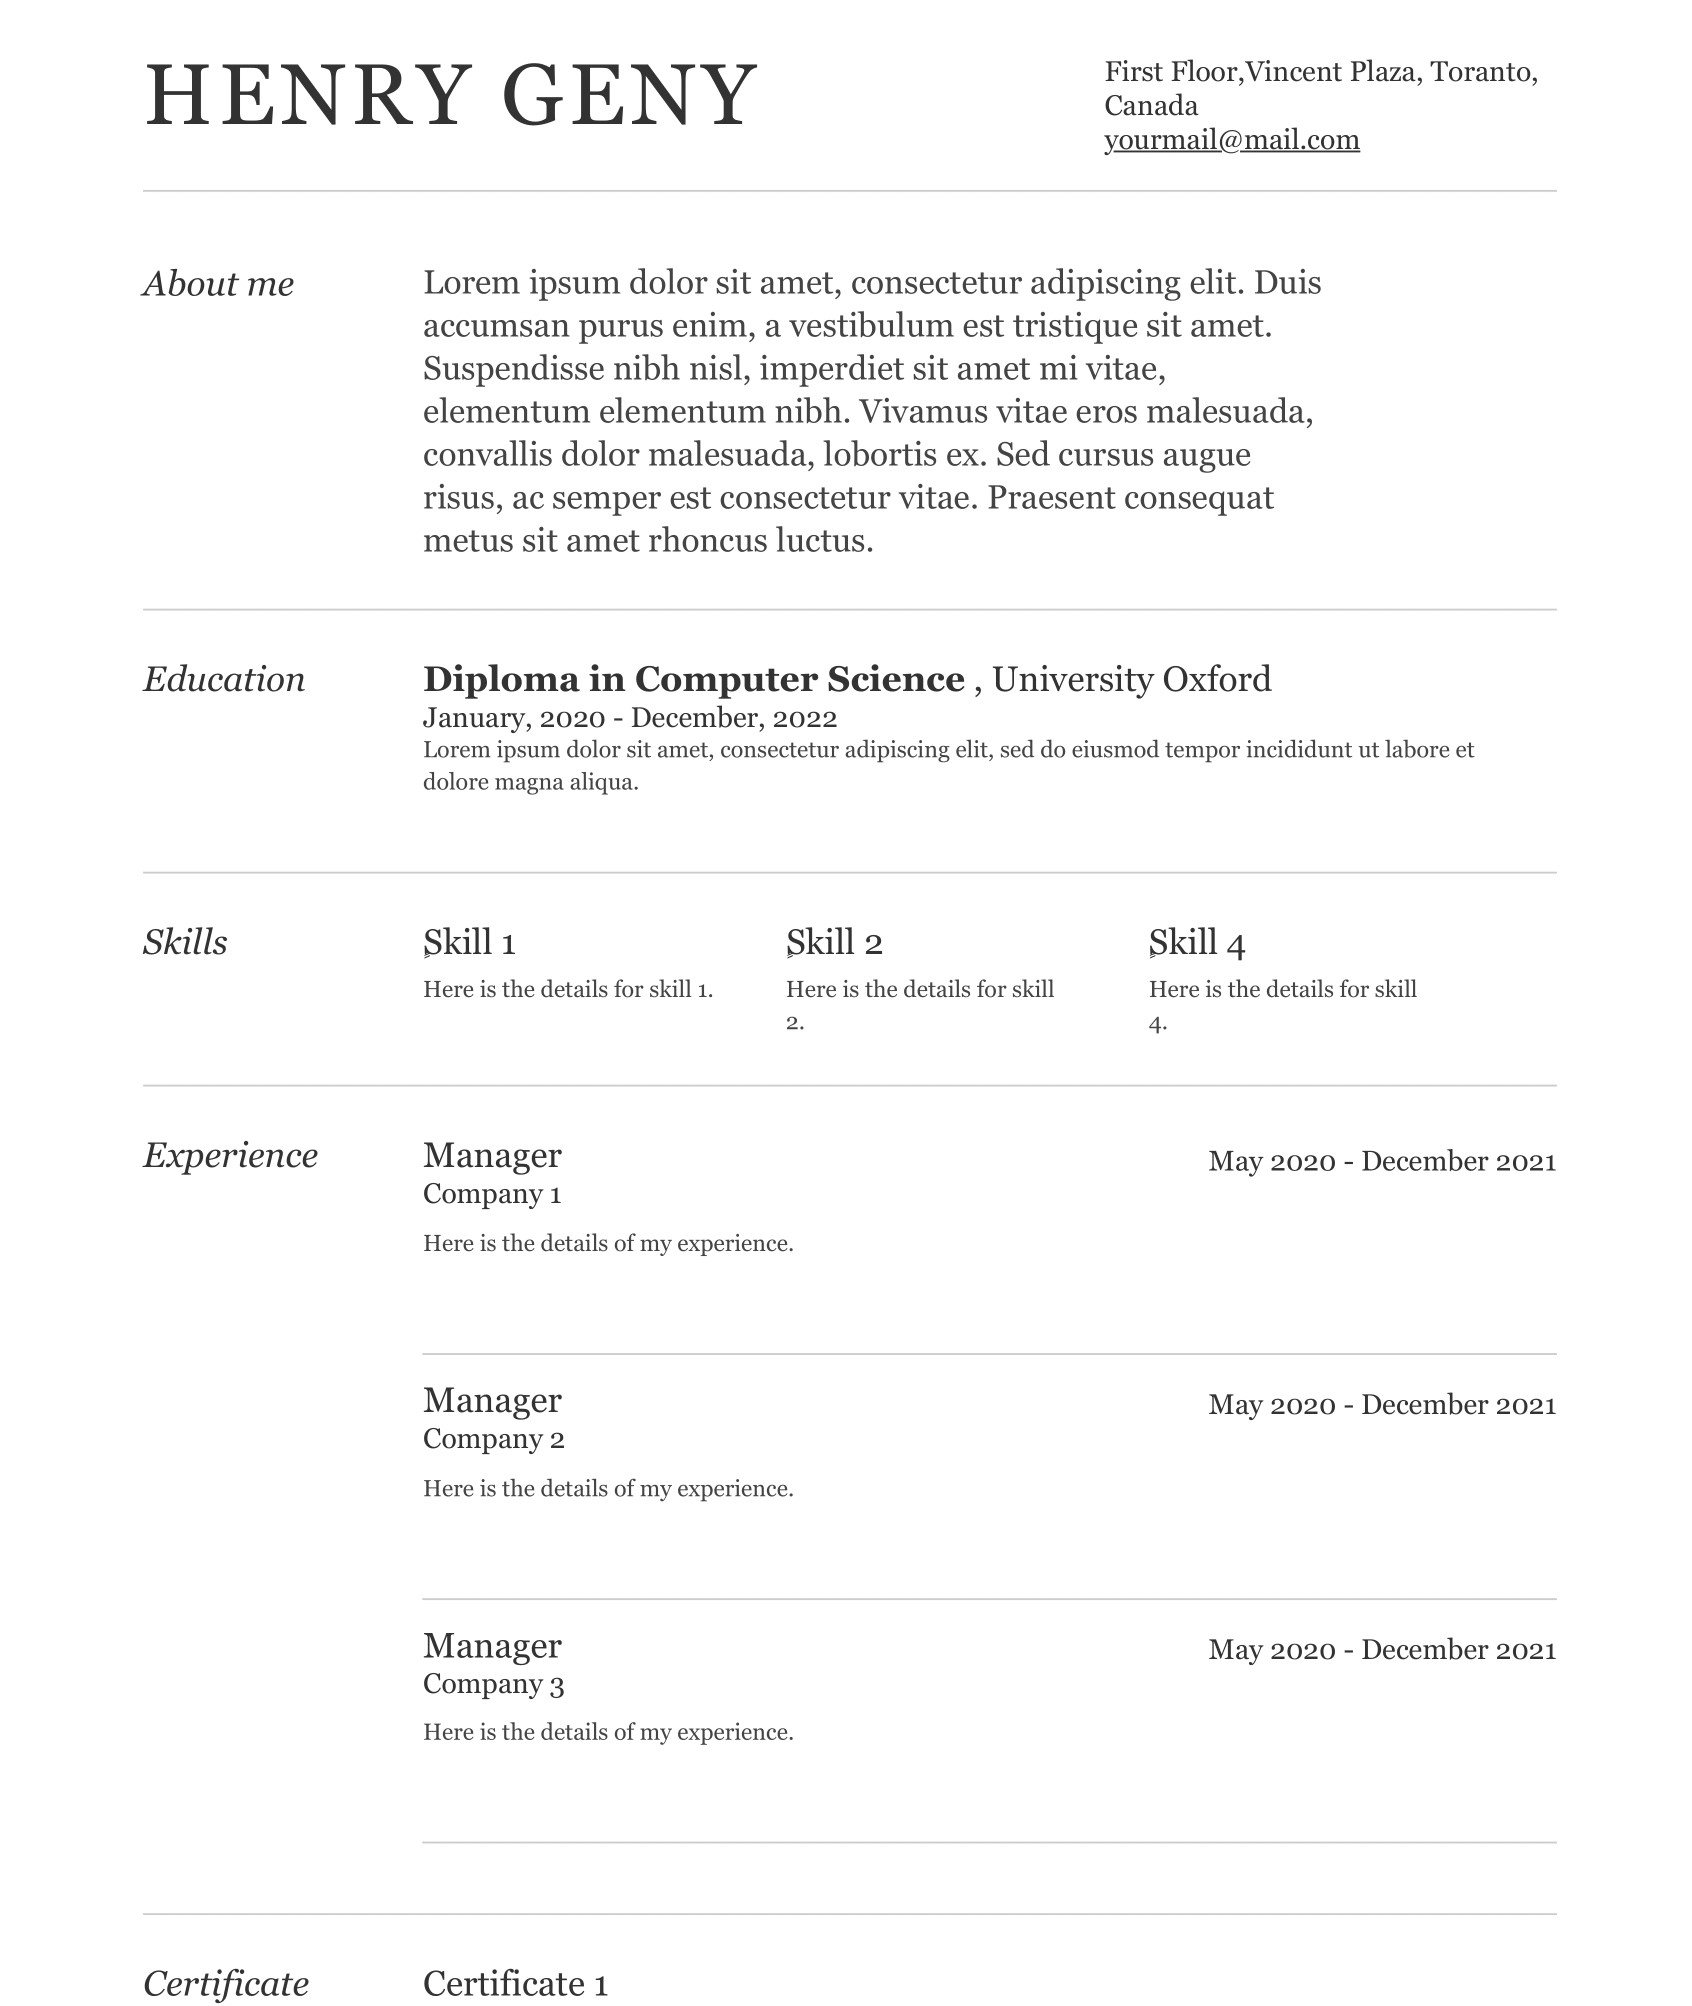 HENRY GENY
First Floor,Vincent Plaza, Toranto,
Canada
yourmail@mail.com
About me
Lorem ipsum dolor sit amet, consectetur adipiscing elit. Duis
accumsan purus enim, a vestibulum est tristique sit amet.
Suspendisse nibh nisl, imperdiet sit amet mi vitae,
elementum elementum nibh. Vivamus vitae eros malesuada,
convallis dolor malesuada, lobortis ex. Sed cursus augue
risus, ac semper est consectetur vitae. Praesent consequat
metus sit amet rhoncus luctus.
Education
Diploma in Computer Science , University Oxford
January, 2020 - December, 2022
Lorem ipsum dolor sit amet, consectetur adipiscing elit, sed do eiusmod tempor incididunt ut labore et
dolore magna aliqua.
Skills
Skill 1
Here is the details for skill 1.
Skill 2
Here is the details for skill
2.
Skill 4
Here is the details for skill
4.
Experience
Manager
May 2020 - December 2021
Company 1
Here is the details of my experience.
Manager
May 2020 - December 2021
Company 2
Here is the details of my experience.
Manager
May 2020 - December 2021
Company 3
Here is the details of my experience.
Certificate
Certificate 1